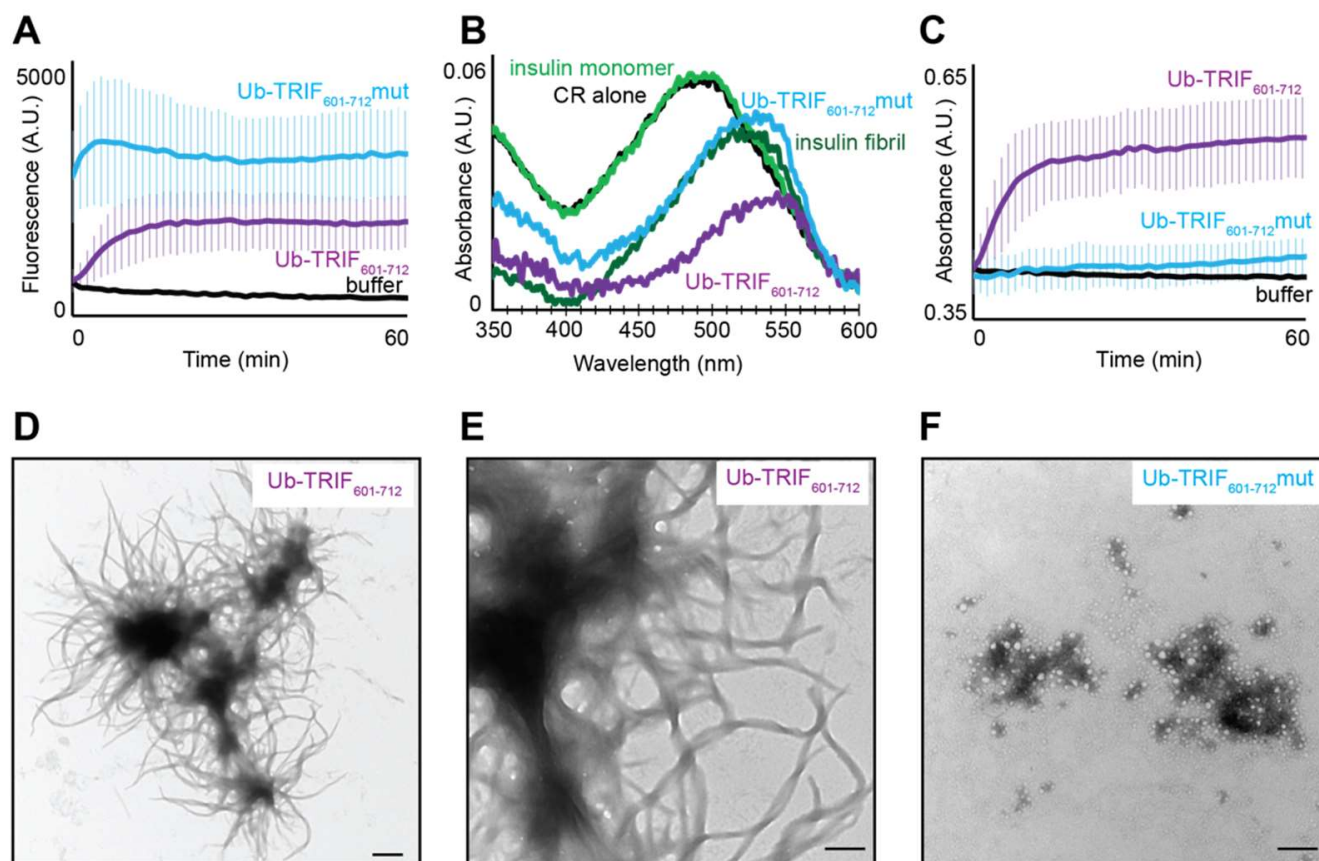 A
5000
Fluorescence (A.U.)
0
Ub-TRIF601-712mut
Ub-TRIF601-712
buffer
0
60
Time (min)
B
0.06
Absorbance (A.U.)
0
insulin monomer
CR alone
Ub-TRIF601-712mut
insulin fibril
Ub-TRIF601-712
350 400 450 500 550 600
Wavelength (nm)
C
0.65
Absorbance (A.U.)
0.35
Ub-TRIF601-712
Ub-TRIF601-712mut
buffer
0
60
Time (min)
D
Ub-TRIF601-712
E
Ub-TRIF601-712
F
Ub-TRIF601-712mut